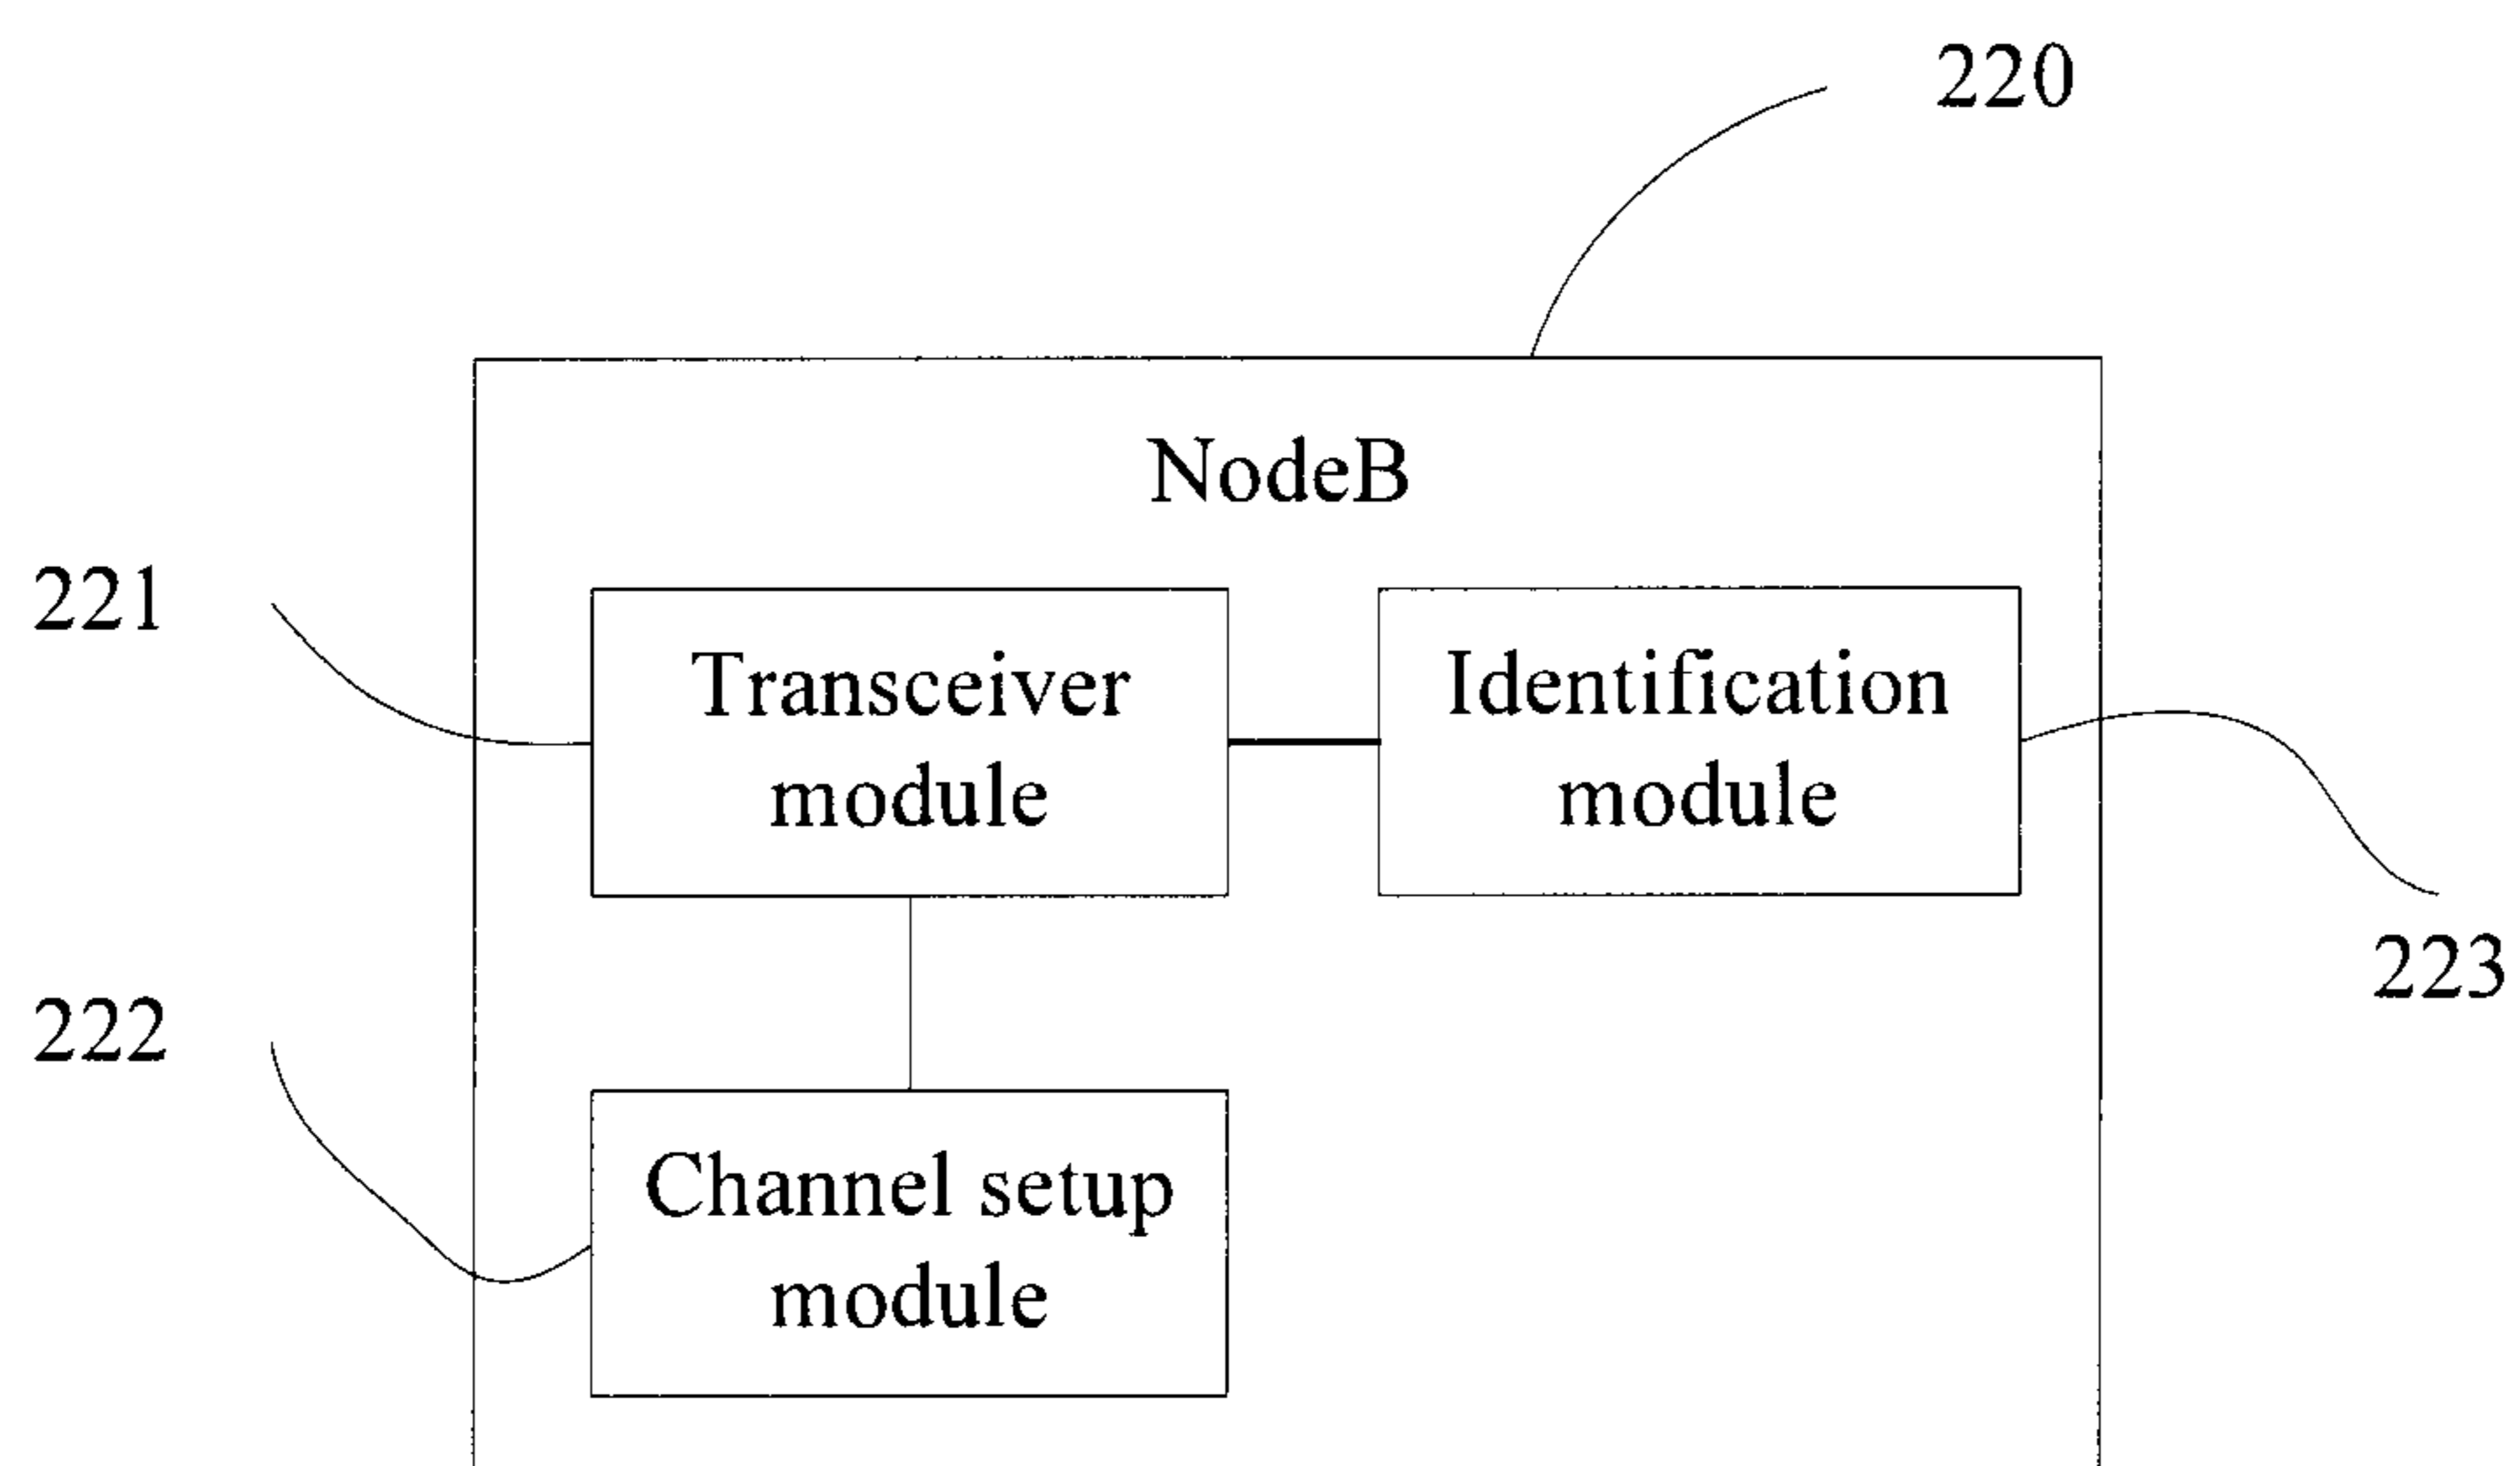 220
NodeB
221
Transceiver
module
Identification
module
223
222
Channel setup
module